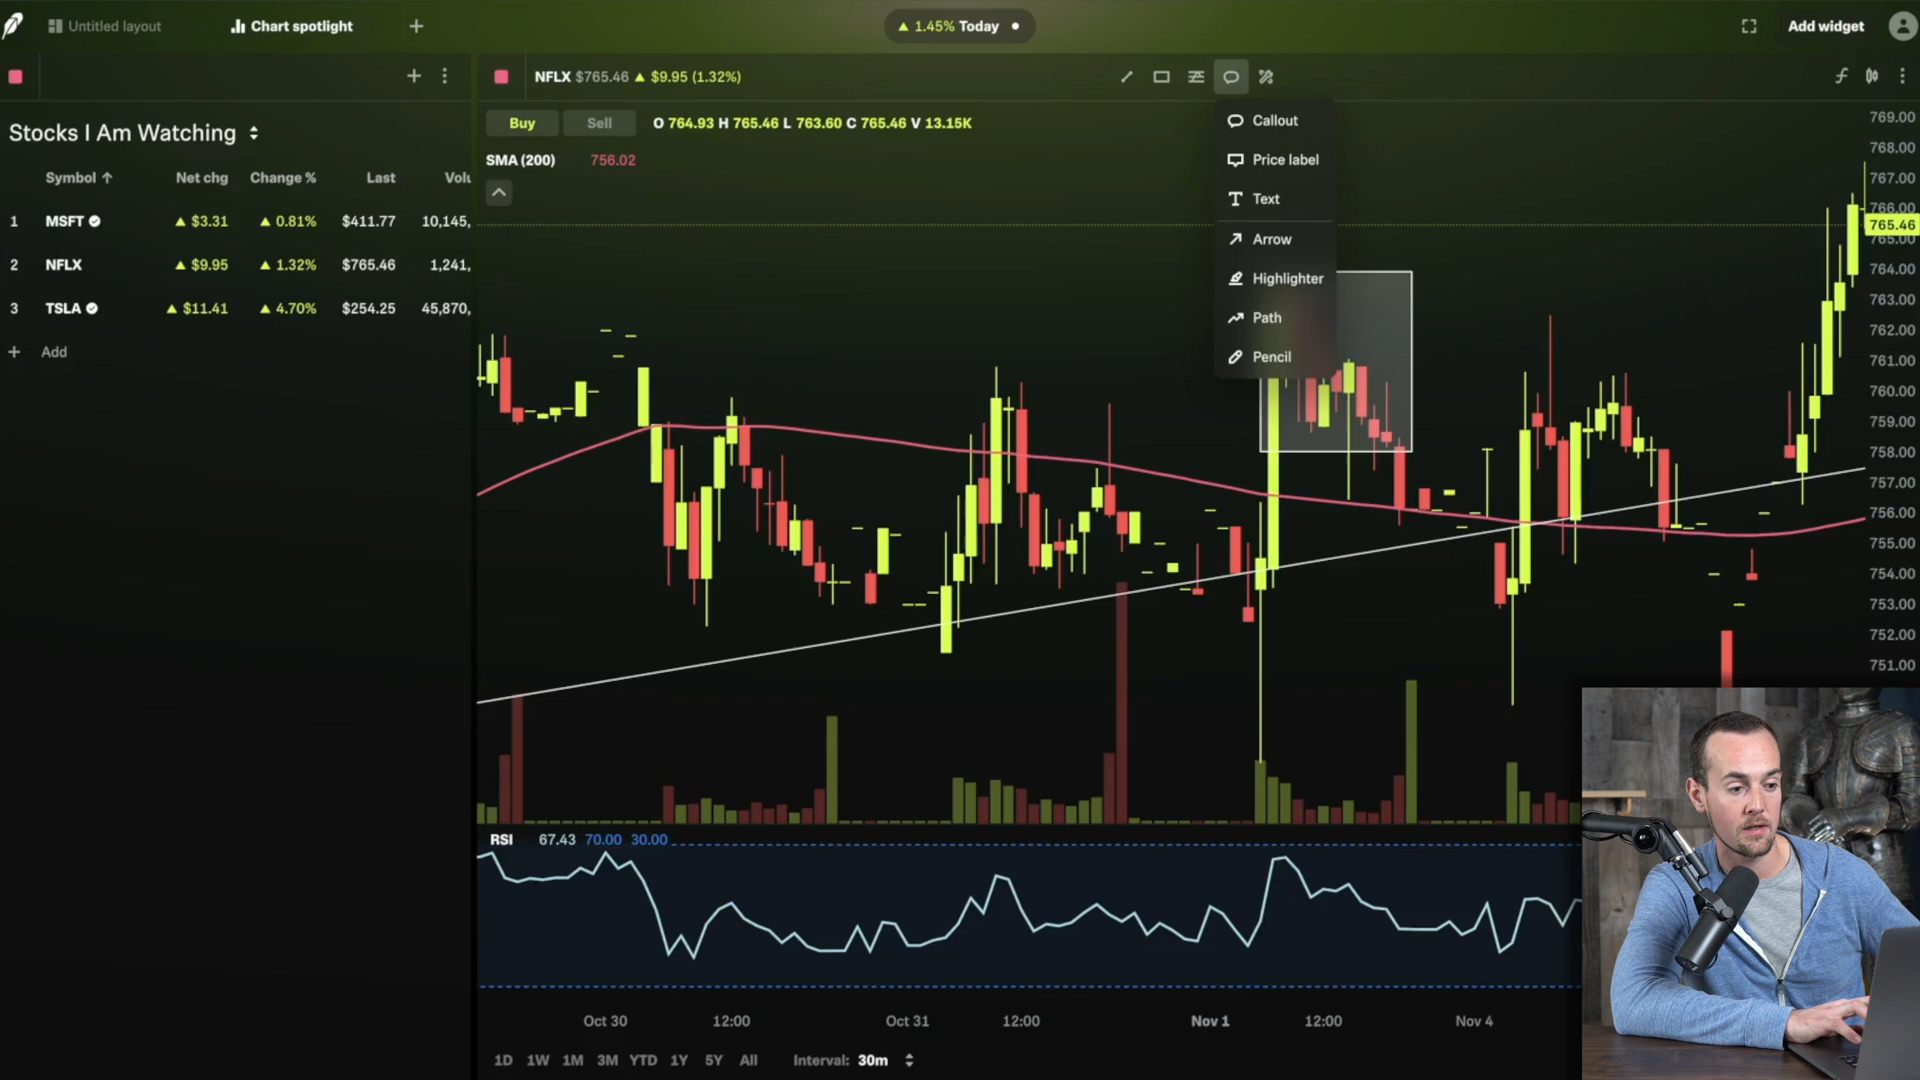 Untitled layout
Chart spotlight
1.45% Today
Add widget
NFLX $765.46 ▲ $9.95 (1.32%)
Stocks I Am Watching
Symbol ↑ Net chg Change % Last Volu
1 MSFT ▲ $3.31 ▲ 0.81% $411.77 10,145,
2 NFLX ▲ $9.95 ▲ 1.32% $765.46 1,241,
3 TSLA ▲ $11.41 ▲ 4.70% $254.25 45,870,
+ Add
Buy Sell O 764.93 H 765.46 L 763.60 C 765.46 V 13.15K
SMA (200) 756.02
Callout
Price label
Text
Arrow
Highlighter
Path
Pencil
769.00
768.00
767.00
766.00
765.46
765.00
764.00
763.00
762.00
761.00
760.00
759.00
758.00
757.00
756.00
755.00
754.00
753.00
752.00
751.00
RSI 67.43 70.00 30.00
Oct 30 12:00 Oct 31 12:00 Nov 1 12:00 Nov 4
1D 1W 1M 3M YTD 1Y 5Y All Interval: 30m